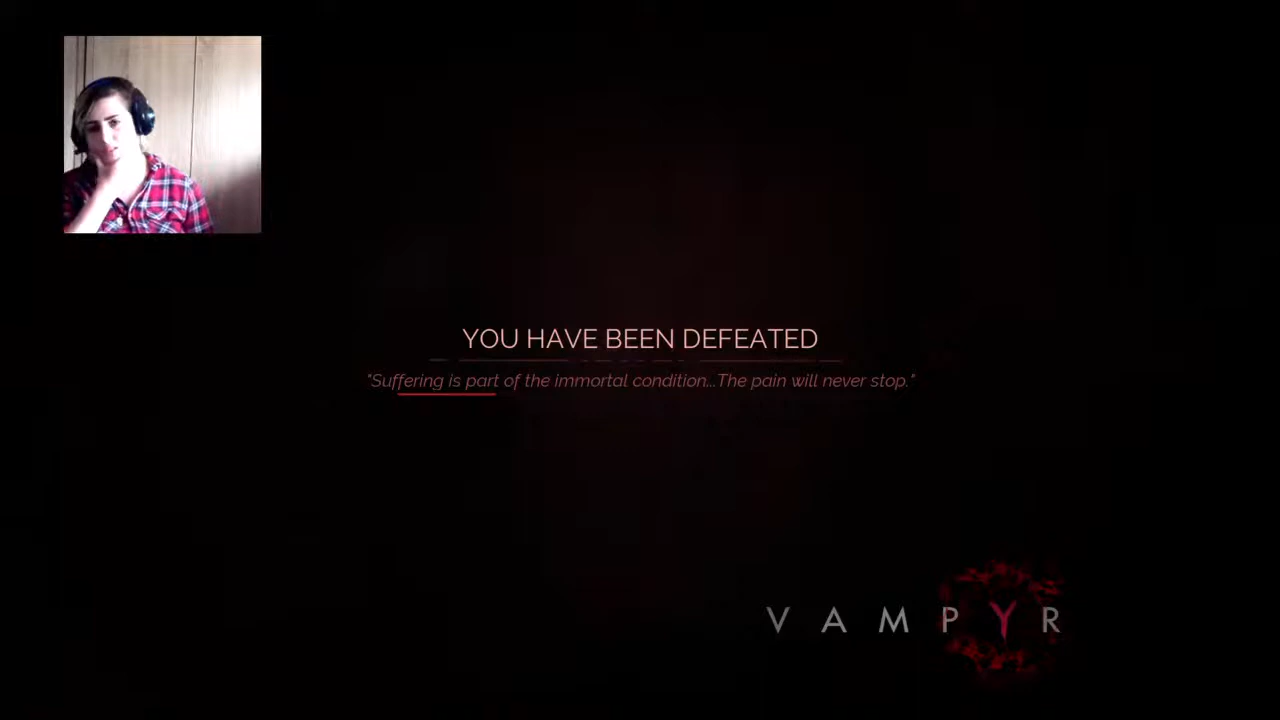 YOU HAVE BEEN DEFEATED
"Suffering is part of the immortal condition...The pain will never stop."
VAMPYR